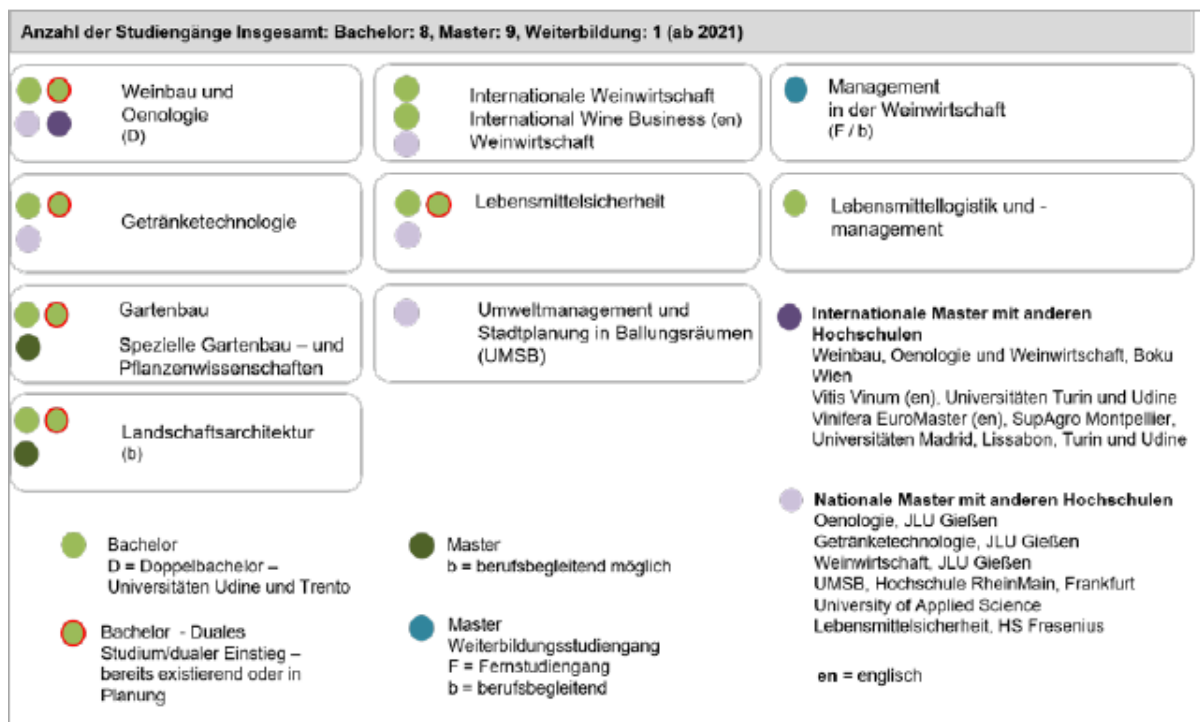 Anzahl der Studiengänge Insgesamt: Bachelor: 8, Master: 9, Weiterbildung: 1 (ab 2021)
Weinbau und
Oenologie
(D)
Internationale Weinwirtschaft
International Wine Business (en)
Weinwirtschaft
Management
in der Weinwirtschaft
(F / b)
Getränketechnologie
Lebensmittelsicherheit
Lebensmittellogistik und -
management
Gartenbau
Spezielle Gartenbau – und
Pflanzenwissenschaften
Umweltmanagement und
Stadtplanung in Ballungsräumen
(UMSB)
Landschaftsarchitektur
(b)
Internationale Master mit anderen
Hochschulen
Weinbau, Oenologie und Weinwirtschaft, Boku
Wien
Vitis Vinum (en), Universitäten Turin und Udine
Vinifera EuroMaster (en), SupAgro Montpellier,
Universitäten Madrid, Lissabon, Turin und Udine
Nationale Master mit anderen Hochschulen
Oenologie, JLU Gießen
Getränketechnologie, JLU Gießen
Weinwirtschaft, JLU Gießen
UMSB, Hochschule RheinMain, Frankfurt
University of Applied Science
Lebensmittelsicherheit, HS Fresenius
en = englisch
Bachelor
D = Doppelbachelor –
Universitäten Udine und Trento
Bachelor - Duales
Studium/dualer Einstieg –
bereits existierend oder in
Planung
Master
b = berufsbegleitend möglich
Master
Weiterbildungsstudiengang
F = Fernstudiengang
b = berufsbegleitend